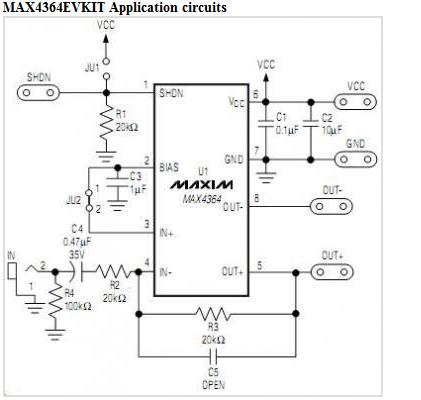 MAX4364EVKIT Application circuits
VCC
JU1
SHDN
1
SHDN
R1
20kΩ
VCC
6
VCC
VCC
C1
0.1μF
C2
10μF
GND
7
GND
2
BIAS
C3
1μF
U1
MAXIM
MAX4364
JU2
1
2
OUT-
8
OUT-
3
IN+
C4
0.47μF
35V
IN
2
1
R4
100kΩ
R2
20kΩ
4
IN-
OUT+
5
OUT+
R3
20kΩ
C5
OPEN